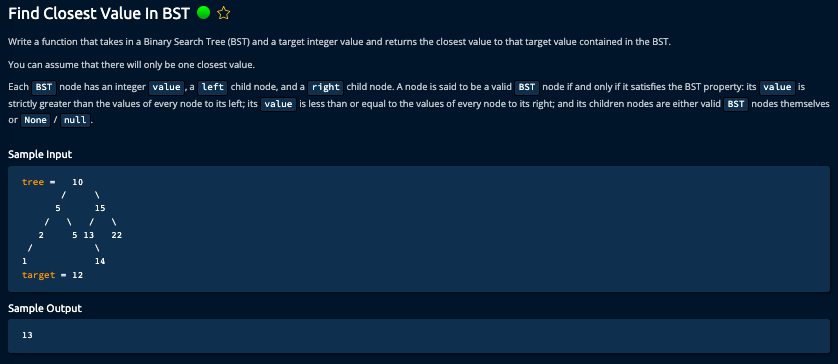 Find Closest Value In BST
Write a function that takes in a Binary Search Tree (BST) and a target integer value and returns the closest value to that target value contained in the BST.
You can assume that there will only be one closest value.
Each BST node has an integer value, a left child node, and a right child node. A node is said to be a valid BST node if and only if it satisfies the BST property: its value is
strictly greater than the values of every node to its left; its value is less than or equal to the values of every node to its right; and its children nodes are either valid BST nodes themselves
or None / null.
Sample Input
tree =   10
       /     \
      5      15
    /   \   /   \
   2     5 13   22
 /           \
1            14
target = 12
Sample Output
13